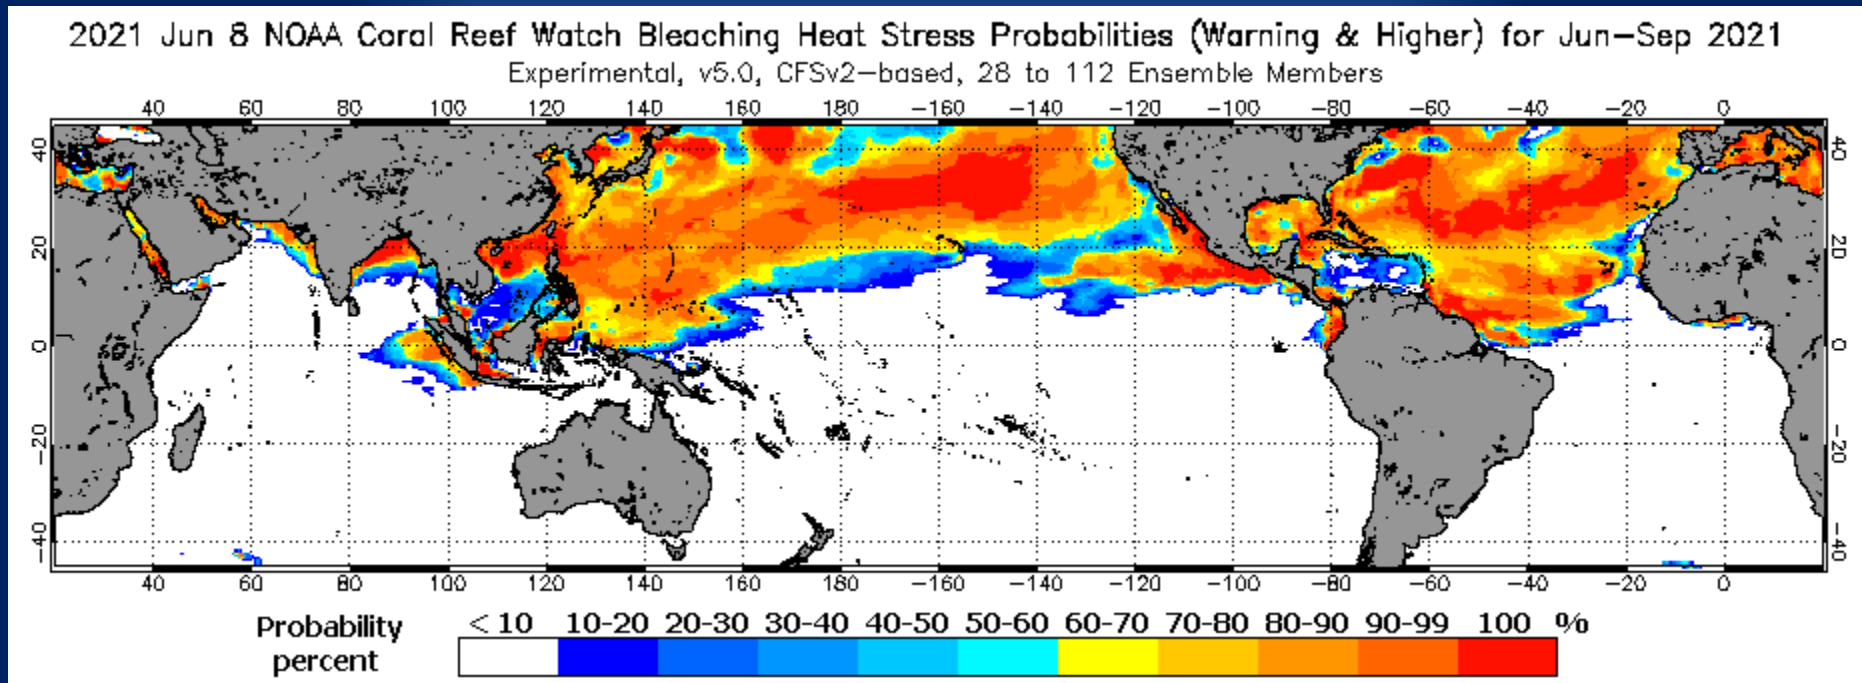 2021 Jun 8 NOAA Coral Reef Watch Bleaching Heat Stress Probabilities (Warning & Higher) for Jun-Sep 2021
Experimental, v5.0, CFSv2-based, 28 to 112 Ensemble Members
40 60 80 100 120 140 160 180 -160 -140 -120 -100 -80 -60 -40 -20 0
40 40
20 20
0 0
-20 -20
-40 -40
40 60 80 100 120 140 160 180 -160 -140 -120 -100 -80 -60 -40 -20 0
Probability percent
< 10 10-20 20-30 30-40 40-50 50-60 60-70 70-80 80-90 90-99 100 %